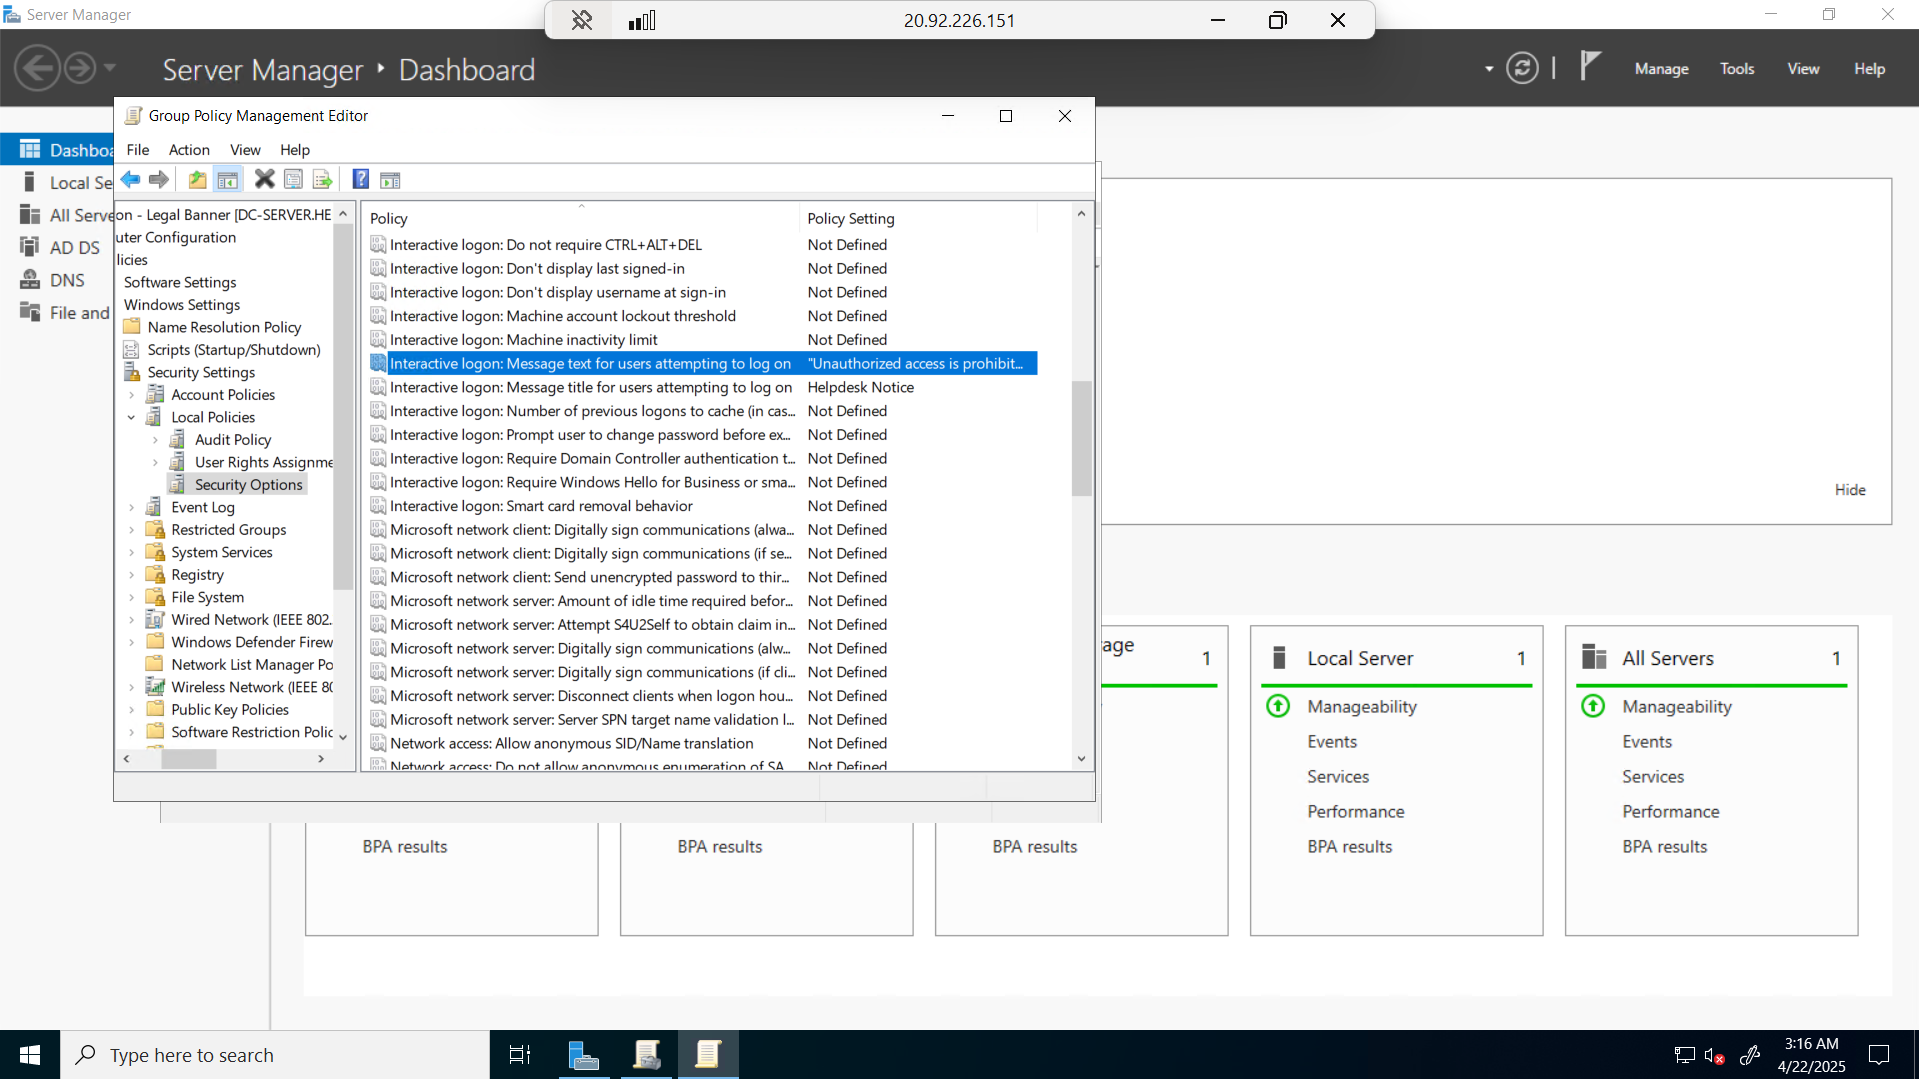 Server Manager
20.92.226.151
Server Manager
Dashboard
Manage
Tools
View
Help
Group Policy Management Editor
File
Action
View
Help
Dashboa
Local Se
All Serve
AD DS
DNS
File and
on - Legal Banner [DC-SERVER.HE
uter Configuration
licies
Software Settings
Windows Settings
Name Resolution Policy
Scripts (Startup/Shutdown)
Security Settings
Account Policies
Local Policies
Audit Policy
User Rights Assignme
Security Options
Event Log
Restricted Groups
System Services
Registry
File System
Wired Network (IEEE 802.
Windows Defender Firew
Network List Manager Po
Wireless Network (IEEE 80
Public Key Policies
Software Restriction Polic
Policy
Policy Setting
Interactive logon: Do not require CTRL+ALT+DEL Not Defined
Interactive logon: Don't display last signed-in Not Defined
Interactive logon: Don't display username at sign-in Not Defined
Interactive logon: Machine account lockout threshold Not Defined
Interactive logon: Machine inactivity limit Not Defined
Interactive logon: Message text for users attempting to log on "Unauthorized access is prohibit...
Interactive logon: Message title for users attempting to log on Helpdesk Notice
Interactive logon: Number of previous logons to cache (in cas... Not Defined
Interactive logon: Prompt user to change password before ex... Not Defined
Interactive logon: Require Domain Controller authentication t... Not Defined
Interactive logon: Require Windows Hello for Business or sma... Not Defined
Interactive logon: Smart card removal behavior Not Defined
Microsoft network client: Digitally sign communications (alwa... Not Defined
Microsoft network client: Digitally sign communications (if se... Not Defined
Microsoft network client: Send unencrypted password to thir... Not Defined
Microsoft network server: Amount of idle time required befor... Not Defined
Microsoft network server: Attempt S4U2Self to obtain claim in... Not Defined
Microsoft network server: Digitally sign communications (alw... Not Defined
Microsoft network server: Digitally sign communications (if cli... Not Defined
Microsoft network server: Disconnect clients when logon hou... Not Defined
Microsoft network server: Server SPN target name validation l... Not Defined
Network access: Allow anonymous SID/Name translation Not Defined
Network access: Do not allow anonymous enumeration of SA Not Defined
Hide
age
1
BPA results
BPA results
BPA results
Local Server 1
Manageability
Events
Services
Performance
BPA results
All Servers 1
Manageability
Events
Services
Performance
BPA results
Type here to search
3:16 AM
4/22/2025